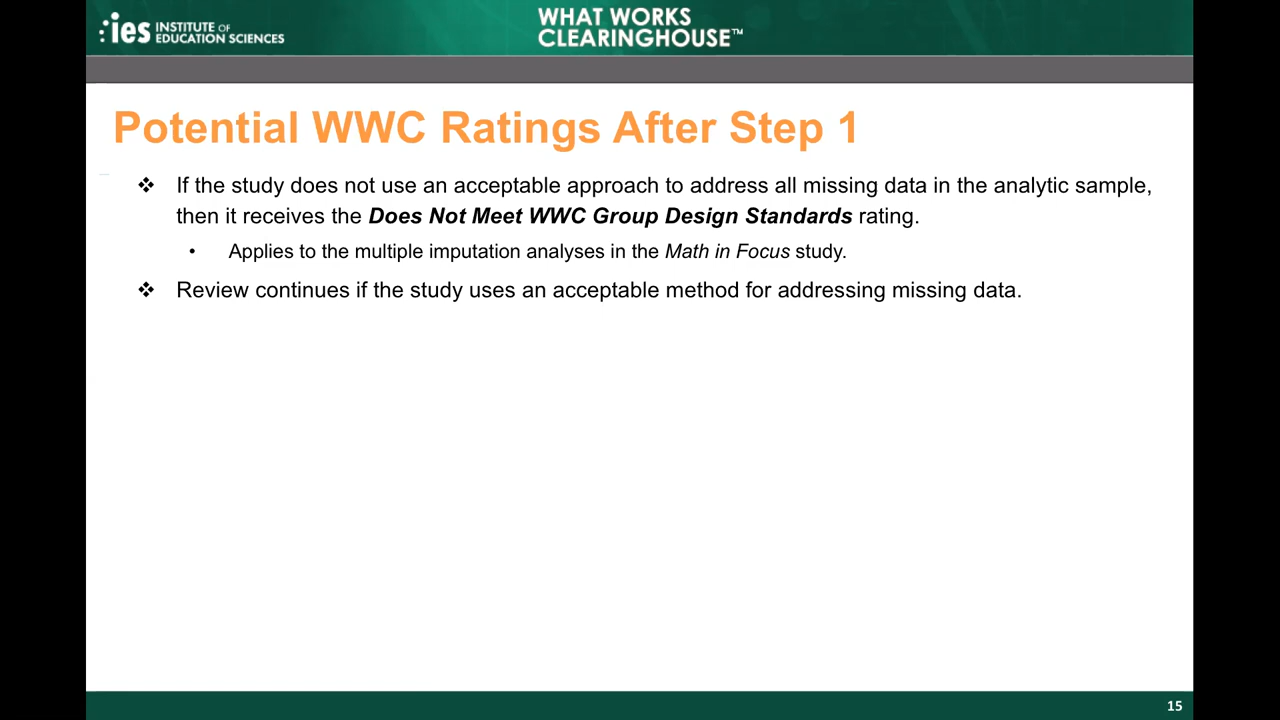 ies INSTITUTE OF
EDUCATION SCIENCES
WHAT WORKS
CLEARINGHOUSE™
Potential WWC Ratings After Step 1
❖ If the study does not use an acceptable approach to address all missing data in the analytic sample,
then it receives the Does Not Meet WWC Group Design Standards rating.
• Applies to the multiple imputation analyses in the Math in Focus study.
❖ Review continues if the study uses an acceptable method for addressing missing data.
15